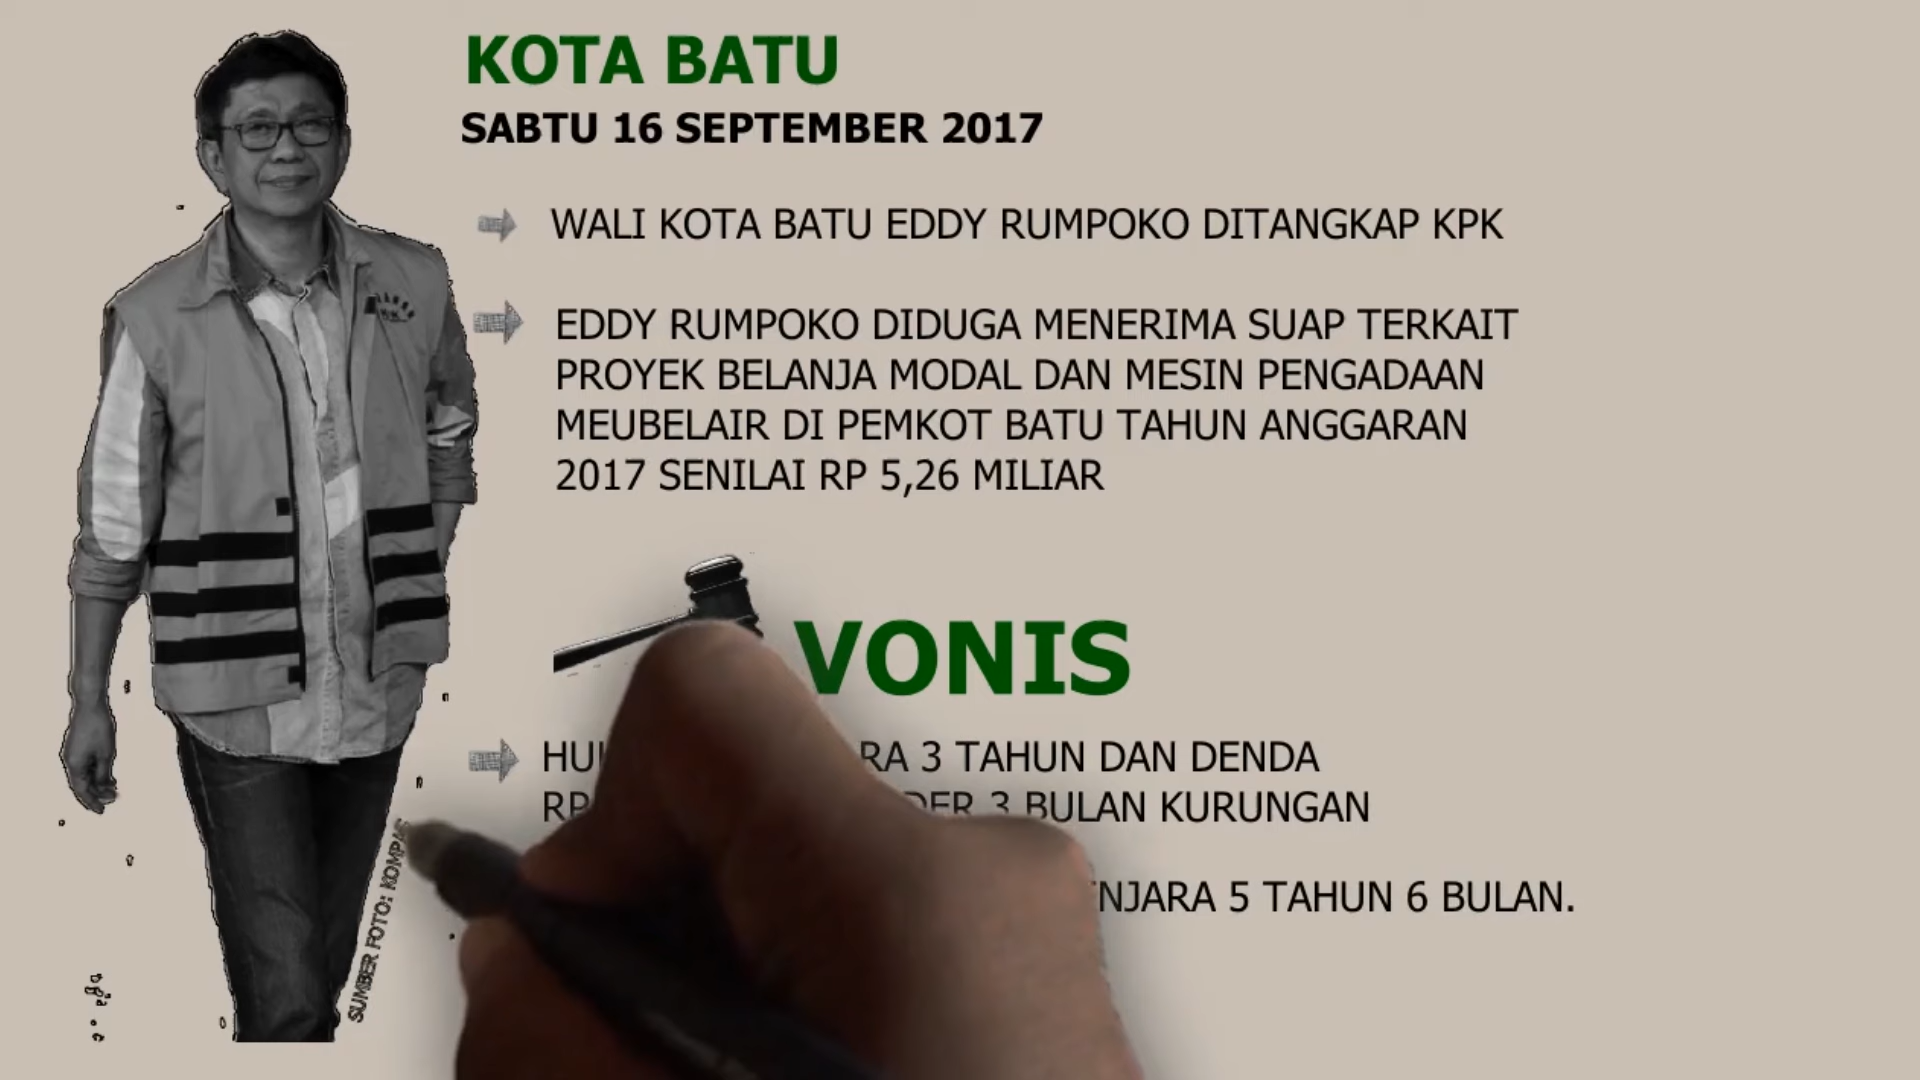 KOTA BATU
SABTU 16 SEPTEMBER 2017
WALI KOTA BATU EDDY RUMPOKO DITANGKAP KPK
EDDY RUMPOKO DIDUGA MENERIMA SUAP TERKAIT
PROYEK BELANJA MODAL DAN MESIN PENGADAAN
MEUBELAIR DI PEMKOT BATU TAHUN ANGGARAN
2017 SENILAI RP 5,26 MILIAR
VONIS
3 TAHUN DAN DENDA
3 BULAN KURUNGAN
5 TAHUN 6 BULAN.
SUMBER FOTO: KOMPAS